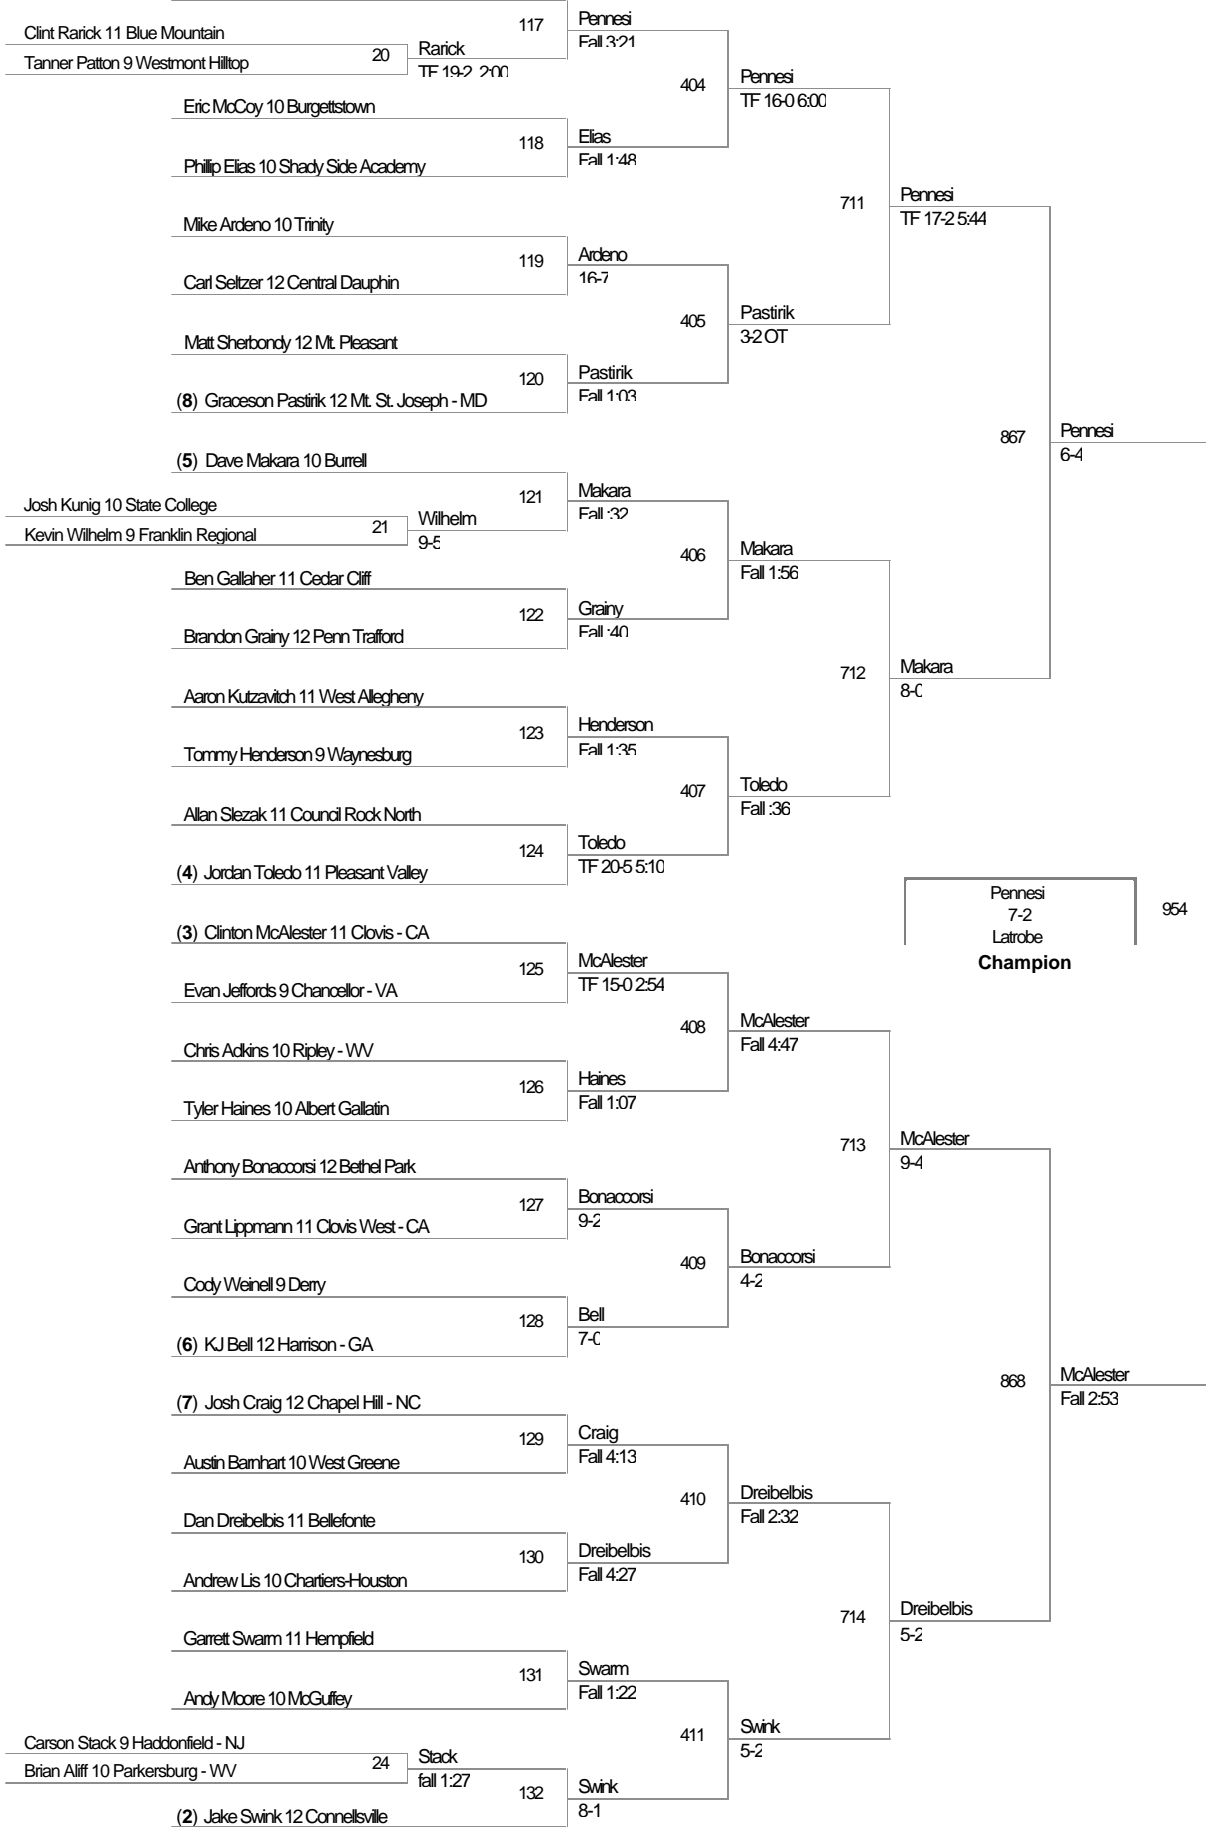 117
Pennesi
Fall 3:21
Clint Rarick 11 Blue Mountain
20
Rarick
TF 19-2 2:00
Tanner Patton 9 Westmont Hilltop
404
Pennesi
TF 16-0 6:00
Eric McCoy 10 Burgettstown
118
Elias
Fall 1:48
Phillip Elias 10 Shady Side Academy
711
Pennesi
TF 17-2 5:44
Mike Ardeno 10 Trinity
119
Ardeno
16-7
Carl Seltzer 12 Central Dauphin
405
Pastirik
3-2 OT
Matt Sherbondy 12 Mt. Pleasant
120
Pastirik
Fall 1:03
(8) Graceson Pastirik 12 Mt. St. Joseph - MD
867
Pennesi
6-4
(5) Dave Makara 10 Burrell
121
Makara
Fall :32
Josh Kunig 10 State College
21
Wilhelm
9-5
Kevin Wilhelm 9 Franklin Regional
406
Makara
Fall 1:56
Ben Gallaher 11 Cedar Cliff
122
Grainy
Fall :40
Brandon Grainy 12 Penn Trafford
712
Makara
8-0
Aaron Kutzavitch 11 West Allegheny
123
Henderson
Fall 1:35
Tommy Henderson 9 Waynesburg
407
Toledo
Fall :36
Allan Slezak 11 Council Rock North
124
Toledo
TF 20-5 5:10
(4) Jordan Toledo 11 Pleasant Valley
Pennesi
7-2
Latrobe
954
Champion
(3) Clinton McAlester 11 Clovis - CA
125
McAlester
TF 15-0 2:54
Evan Jeffords 9 Chancellor - VA
408
McAlester
Fall 4:47
Chris Adkins 10 Ripley - WV
126
Haines
Fall 1:07
Tyler Haines 10 Albert Gallatin
713
McAlester
9-4
Anthony Bonaccorsi 12 Bethel Park
127
Bonaccorsi
9-2
Grant Lippmann 11 Clovis West - CA
409
Bonaccorsi
4-2
Cody Weinell 9 Derry
128
Bell
7-0
(6) KJ Bell 12 Harrison - GA
868
McAlester
Fall 2:53
(7) Josh Craig 12 Chapel Hill - NC
129
Craig
Fall 4:13
Austin Barnhart 10 West Greene
410
Dreibelbis
Fall 2:32
Dan Dreibelbis 11 Bellefonte
130
Dreibelbis
Fall 4:27
Andrew Lis 10 Chartiers-Houston
714
Dreibelbis
5-2
Garrett Swarm 11 Hempfield
131
Swarm
Fall 1:22
Andy Moore 10 McGuffey
411
Swink
5-2
Carson Stack 9 Haddonfield - NJ
24
Stack
fall 1:27
Brian Aliff 10 Parkersburg - WV
132
Swink
8-1
(2) Jake Swink 12 Connellsville